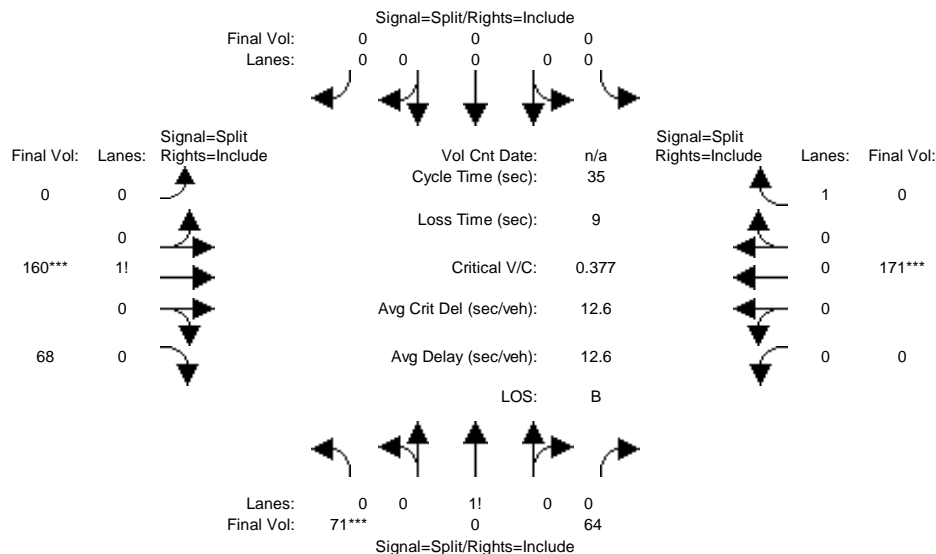 Signal=Split/Rights=Include
Final Vol: 0 0 0
Lanes: 0 0 0 0 0
Signal=Split
Final Vol: Lanes: Rights=Include
Vol Cnt Date: n/a
Signal=Split
Rights=Include Lanes: Final Vol:
Cycle Time (sec): 35
0 0
1 0
Loss Time (sec): 9
0
0
160*** 1!
Critical V/C: 0.377
0 171***
0
Avg Crit Del (sec/veh): 12.6
0
68 0
Avg Delay (sec/veh): 12.6
0 0
LOS: B
Lanes: 0 0 1! 0 0
Final Vol: 71*** 0 64
Signal=Split/Rights=Include